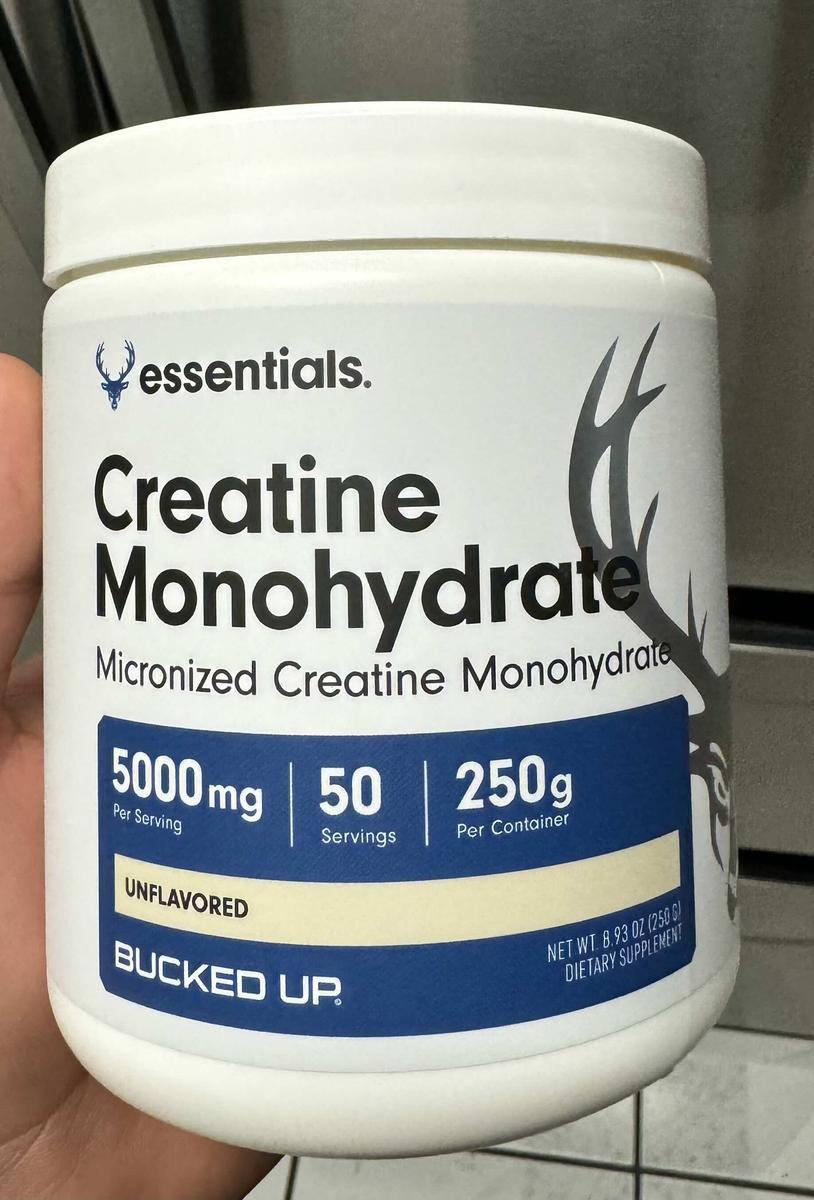 essentials.
Creatine
Monohydrate
Micronized Creatine Monohydrate
5000mg
Per Serving
50
Servings
250g
Per Container
UNFLAVORED
BUCKED UP®
NET WT. 8.93 OZ (250 G)
DIETARY SUPPLEMENT